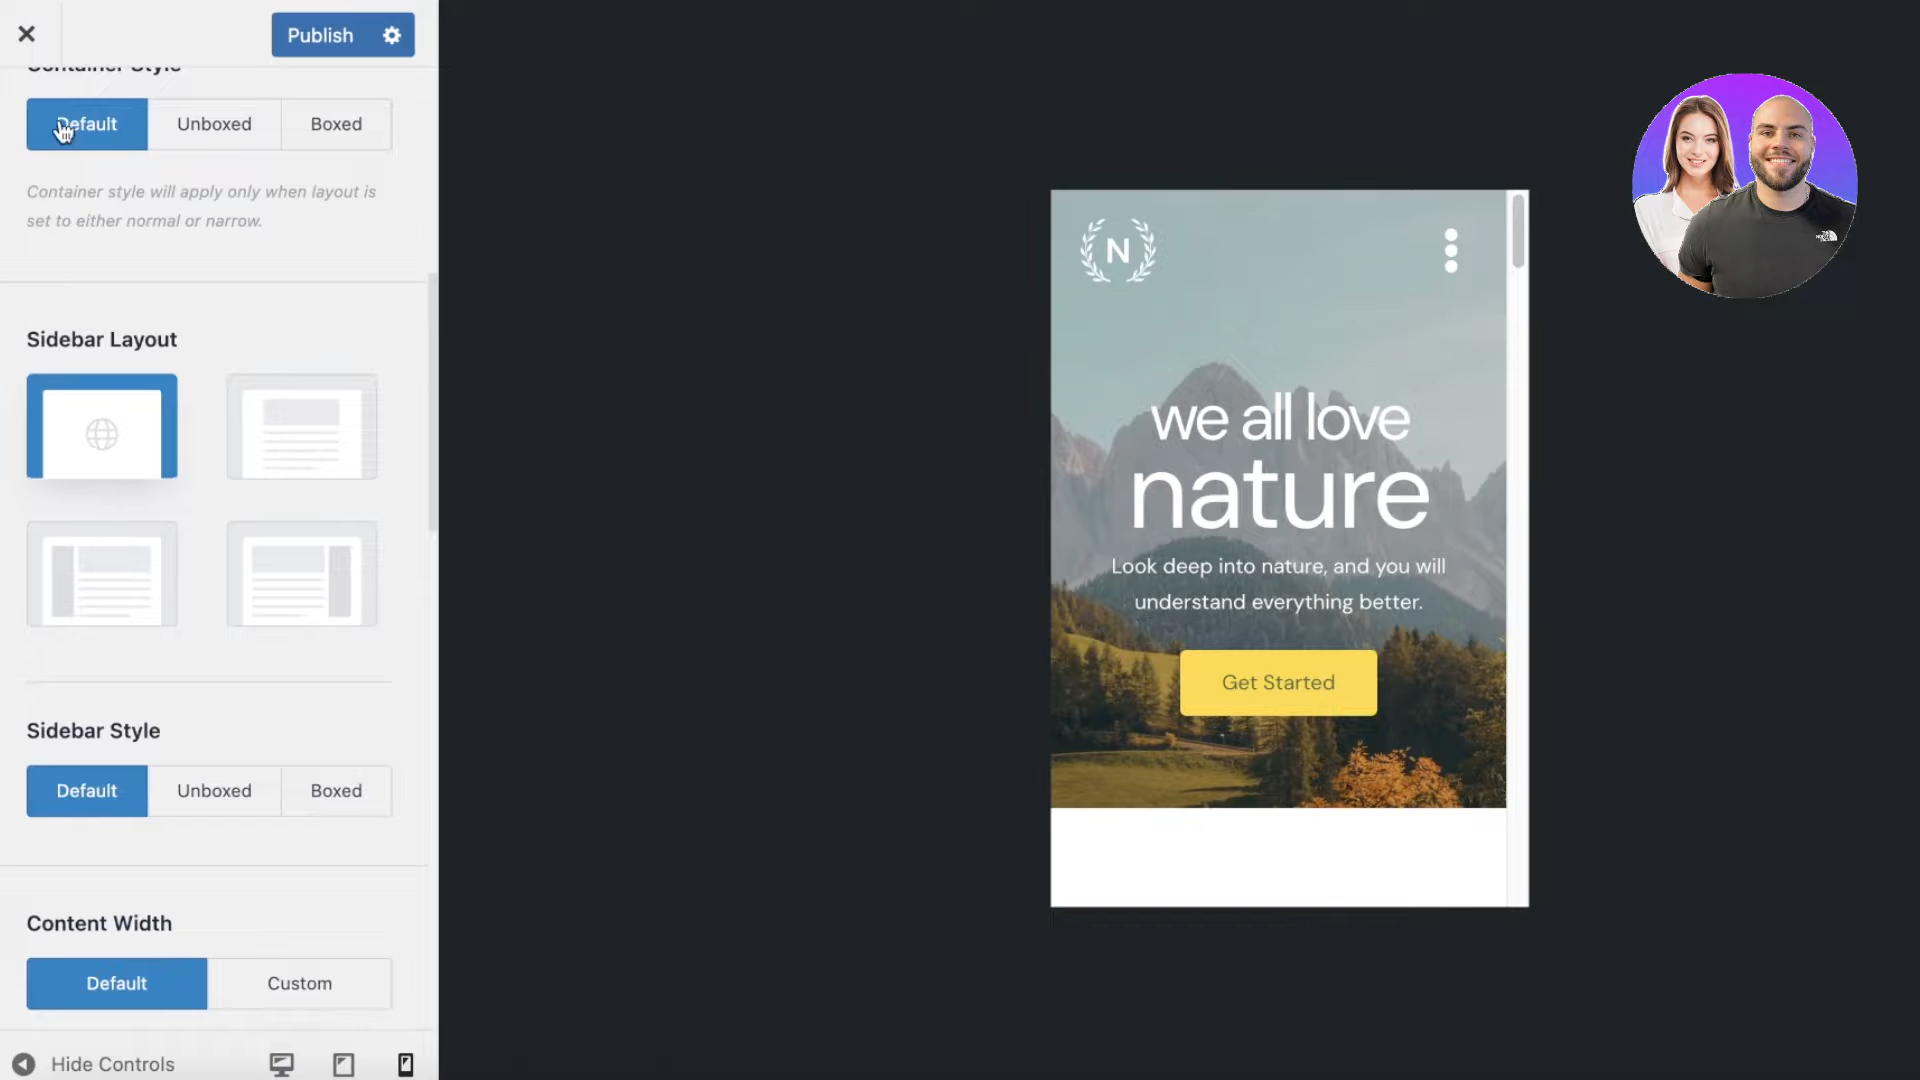 Publish
Container Style
Default
Unboxed
Boxed
Container style will apply only when layout is
set to either normal or narrow.
Sidebar Layout
Sidebar Style
Default
Unboxed
Boxed
Content Width
Default
Custom
Hide Controls
N
we all love
nature
Look deep into nature, and you will
understand everything better.
Get Started